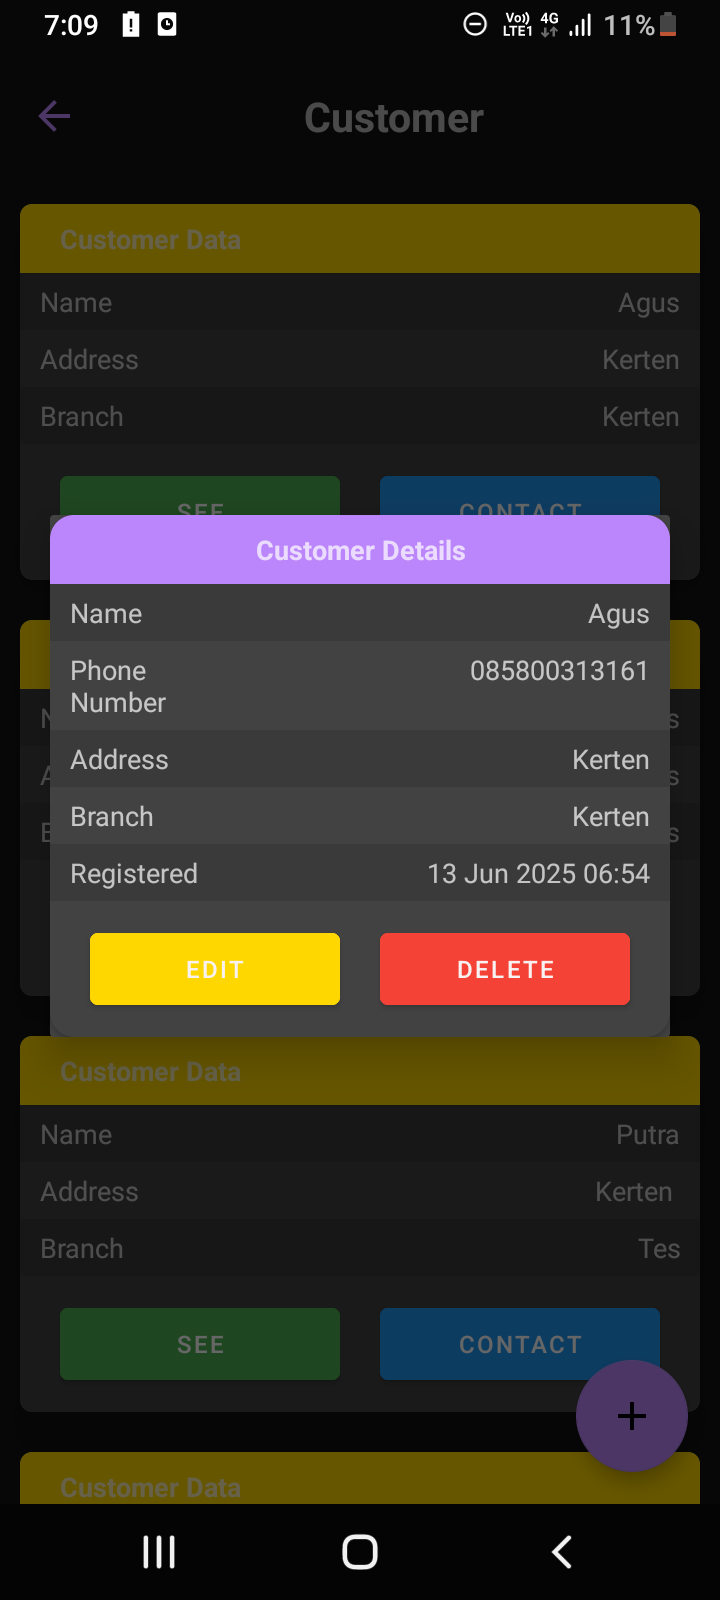 7:09
Vo)) LTE1 4G 11%
Customer
Customer Data
Name Agus
Address Kerten
Branch Kerten
SEE CONTACT
Customer Details
Name Agus
Phone Number 085800313161
Address Kerten
Branch Kerten
Registered 13 Jun 2025 06:54
EDIT DELETE
Customer Data
Name Putra
Address Kerten
Branch Tes
SEE CONTACT
Customer Data